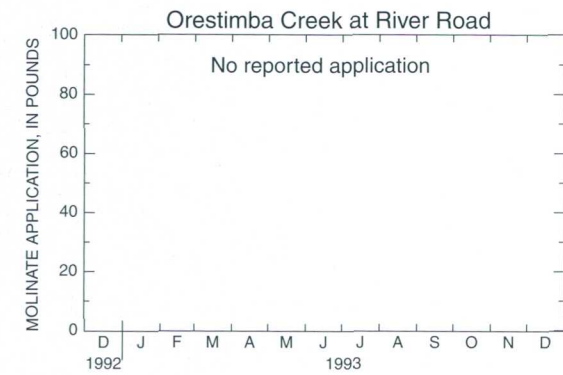 Orestimba Creek at River Road
No reported application
MOLINATE APPLICATION, IN POUNDS
100
80
60
40
20
0
D J F M A M J J A S O N D
1992 1993